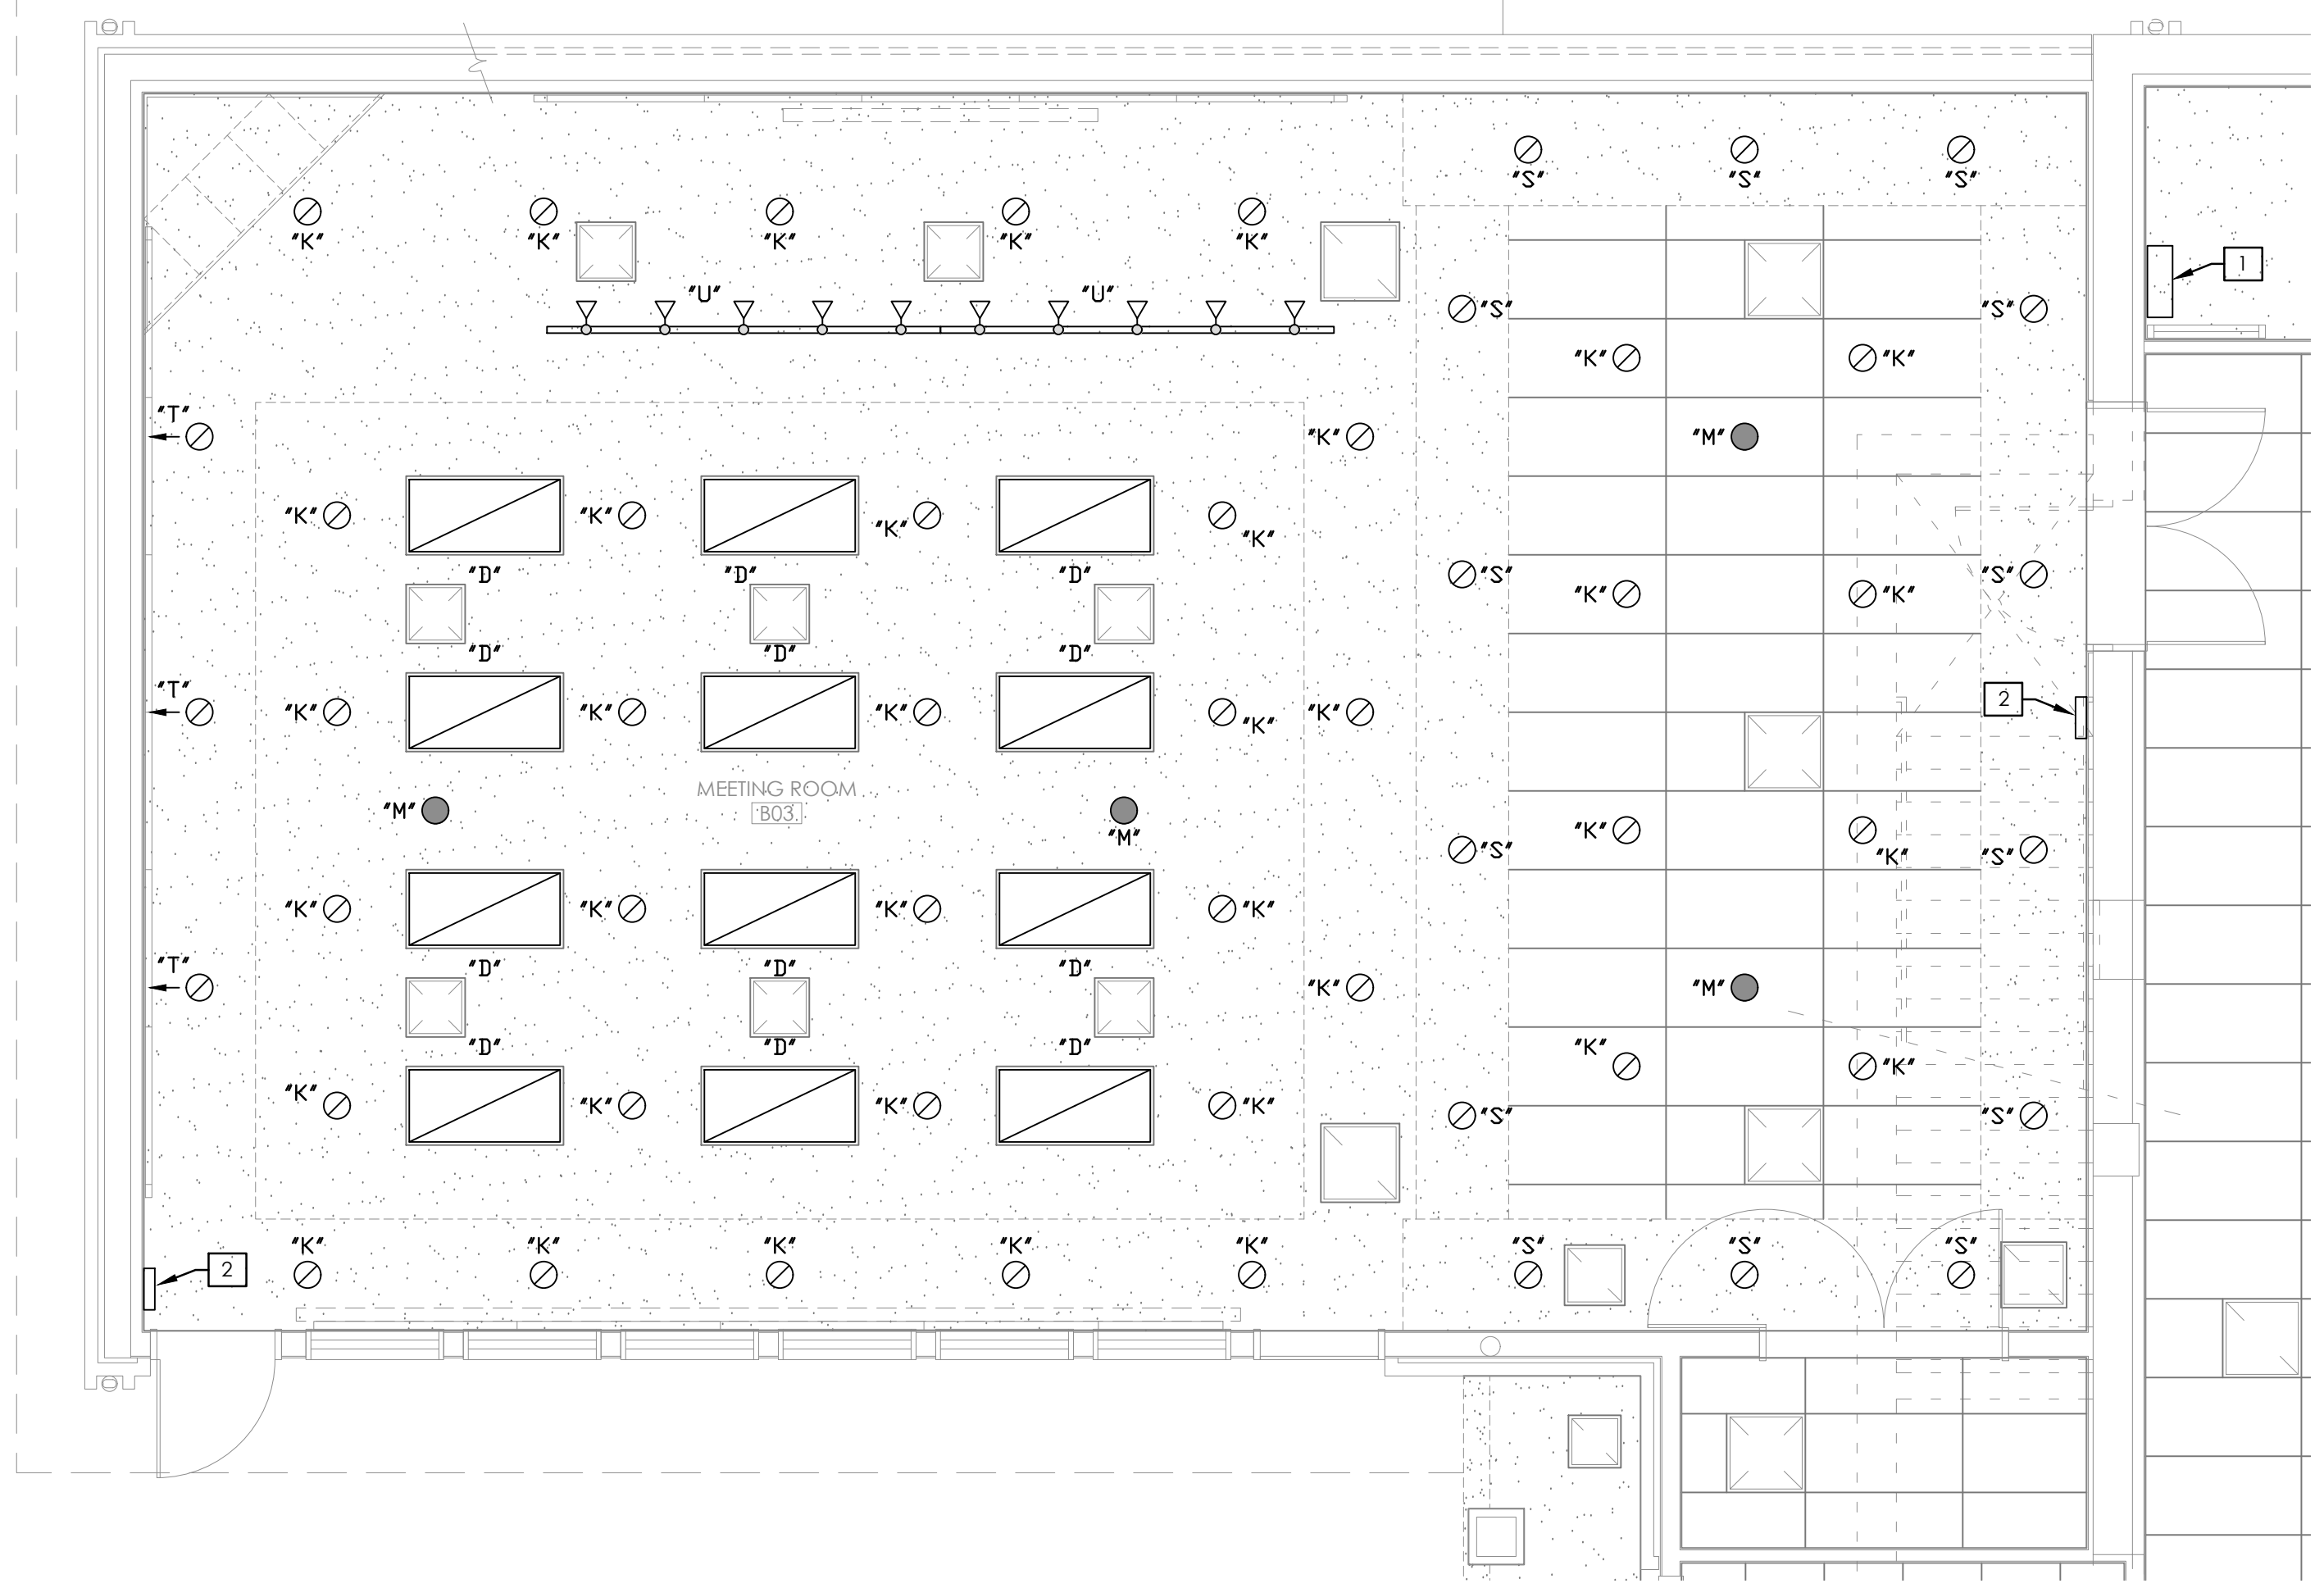 "S" "S" "S"
"K" "K" "K" "K" "K"
1
"U" "U"
"S" "S"
"K" "K"
"T"
"K" "M"
"K" "K" "K" "K"
"D" "D" "D"
"S" "S"
"K" "K"
"D" "D" "D"
"T"
2
"K" "K" "K" "K" "K"
MEETING ROOM
B03
"M" "M"
"K" "K"
"S" "S"
"K" "K" "K" "K"
"T"
"D" "D" "D"
"K" "M"
"D" "D" "D"
"K" "K"
"K" "K" "K" "K"
"S" "S"
"K" "K" "K" "K" "K" "S" "S" "S"
2